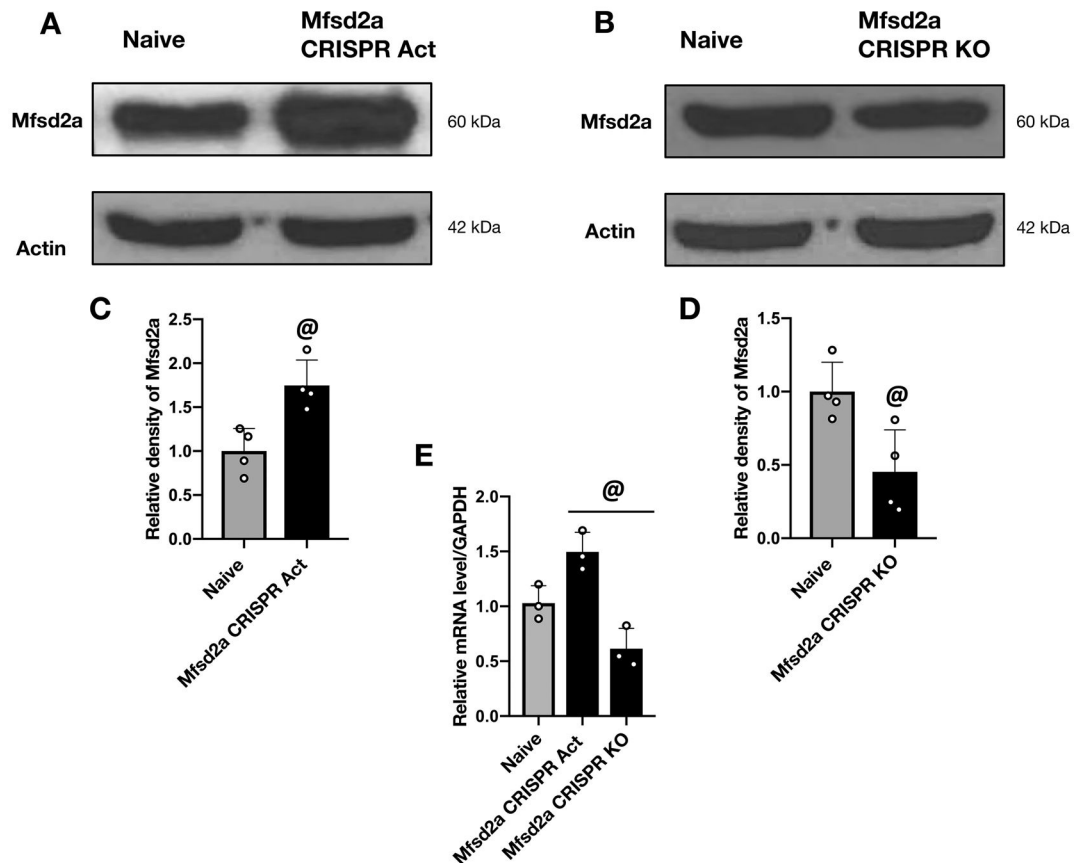 A
Naive
Mfsd2a
CRISPR Act
Mfsd2a
60 kDa
Actin
42 kDa
B
Naive
Mfsd2a
CRISPR KO
Mfsd2a
60 kDa
Actin
42 kDa
C
Relative density of Mfsd2a
2.5
2.0
1.5
1.0
0.5
0.0
@
Naive
Mfsd2a CRISPR Act
D
Relative density of Mfsd2a
1.5
1.0
0.5
0.0
@
Naive
Mfsd2a CRISPR KO
E
Relative mRNA level/GAPDH
2.0
1.5
1.0
0.5
0.0
@
Naive
Mfsd2a CRISPR Act
Mfsd2a CRISPR KO